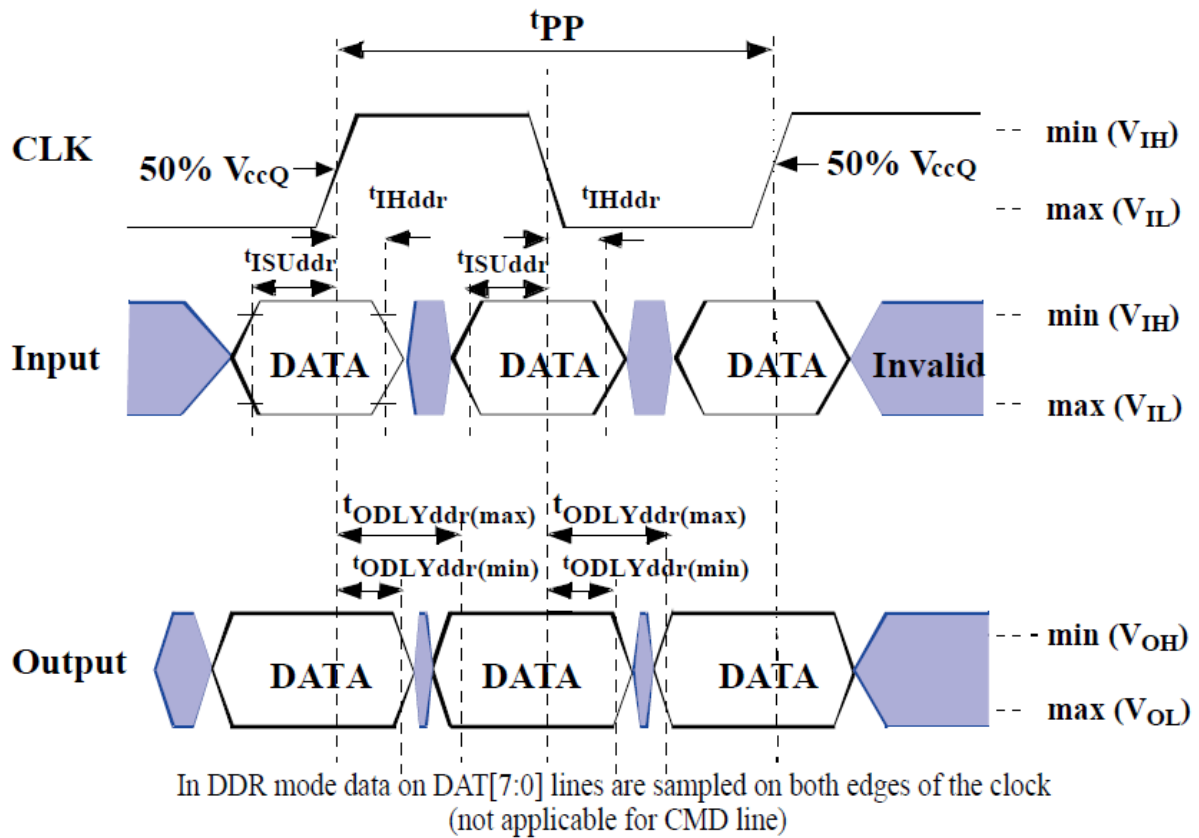 tPP
CLK
50% VccQ
50% VccQ
min (VIH)
max (VIL)
tIHddr
tIHddr
tISUddr
tISUddr
Input
DATA
DATA
DATA
Invalid
min (VIH)
max (VIL)
tODLYddr(max)
tODLYddr(max)
tODLYddr(min)
tODLYddr(min)
Output
DATA
DATA
DATA
min (VOH)
max (VOL)
In DDR mode data on DAT[7:0] lines are sampled on both edges of the clock
(not applicable for CMD line)